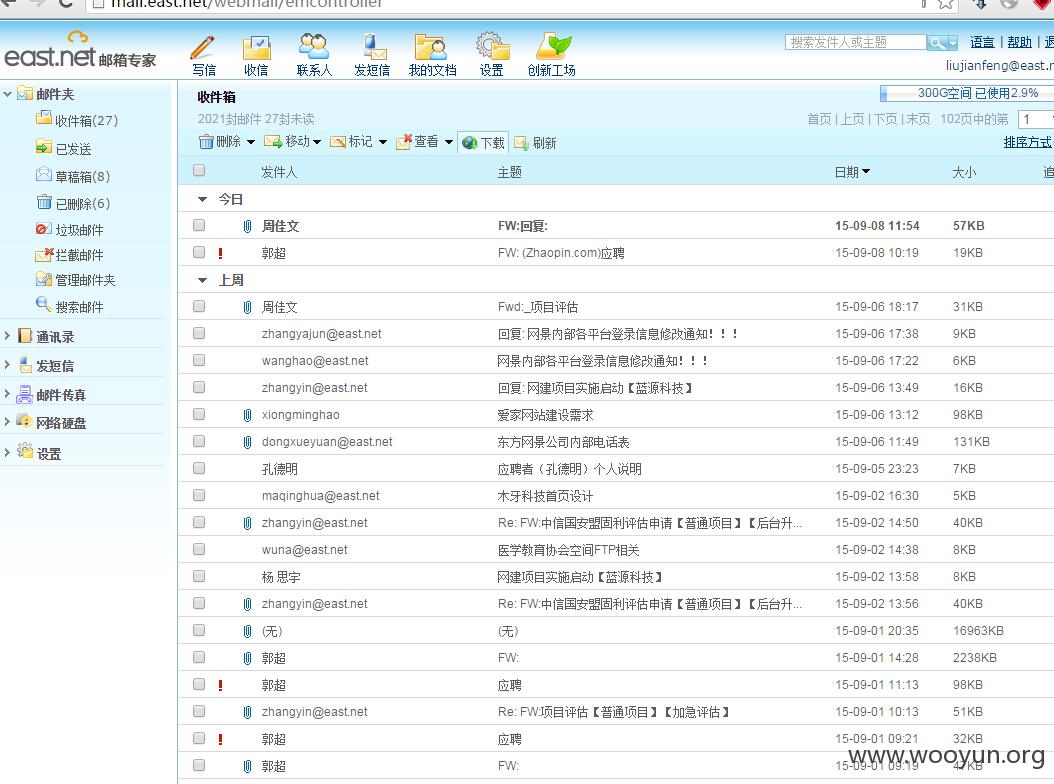 mail.east.net/webmail/emcontroller
east.net 邮箱专家
写信 收信 联系人 发短信 我的文档 设置 创新工场
搜索发件人或主题
语言 | 帮助 |
liujianfeng@east.n
邮件夹
收件箱(27)
已发送
草稿箱(8)
已删除(6)
垃圾邮件
拦截邮件
管理邮件夹
搜索邮件
通讯录
发短信
邮件传真
网络硬盘
设置
收件箱
300G空间 已使用2.9%
2021封邮件 27封未读
首页 | 上页 | 下页 | 末页 102页中的第 1
删除 移动 标记 查看 下载 刷新
排序方式
发件人 主题 日期 大小 追
今日
周佳文 FW:回复: 15-09-08 11:54 57KB
郭超 FW: (Zhaopin.com)应聘 15-09-08 10:19 19KB
上周
周佳文 Fwd:_项目评估 15-09-06 18:17 31KB
zhangyajun@east.net 回复: 网景内部各平台登录信息修改通知！！！ 15-09-06 17:38 9KB
wanghao@east.net 网景内部各平台登录信息修改通知！！！ 15-09-06 17:22 6KB
zhangyin@east.net 回复: 网建项目实施启动【蓝源科技】 15-09-06 13:49 16KB
xiongminghao 爱家网站建设需求 15-09-06 13:12 98KB
dongxueyuan@east.net 东方网景公司内部电话表 15-09-06 11:49 131KB
孔德明 应聘者（孔德明）个人说明 15-09-05 23:23 7KB
maqinghua@east.net 木牙科技首页设计 15-09-02 16:30 5KB
zhangyin@east.net Re: FW:中信国安盟固利评估申请【普通项目】【后台升... 15-09-02 14:50 40KB
wuna@east.net 医学教育协会空间FTP相关 15-09-02 14:38 8KB
杨 思宇 网建项目实施启动【蓝源科技】 15-09-02 13:58 8KB
zhangyin@east.net Re: FW:中信国安盟固利评估申请【普通项目】【后台升... 15-09-02 13:56 40KB
(无) (无) 15-09-01 20:35 16963KB
郭超 FW: 15-09-01 14:28 2238KB
郭超 应聘 15-09-01 11:13 98KB
zhangyin@east.net Re: FW:项目评估【普通项目】【加急评估】 15-09-01 10:13 51KB
郭超 应聘 15-09-01 09:21 32KB
郭超 FW: 15-09-01 09:19 47KB
www.wooyun.org